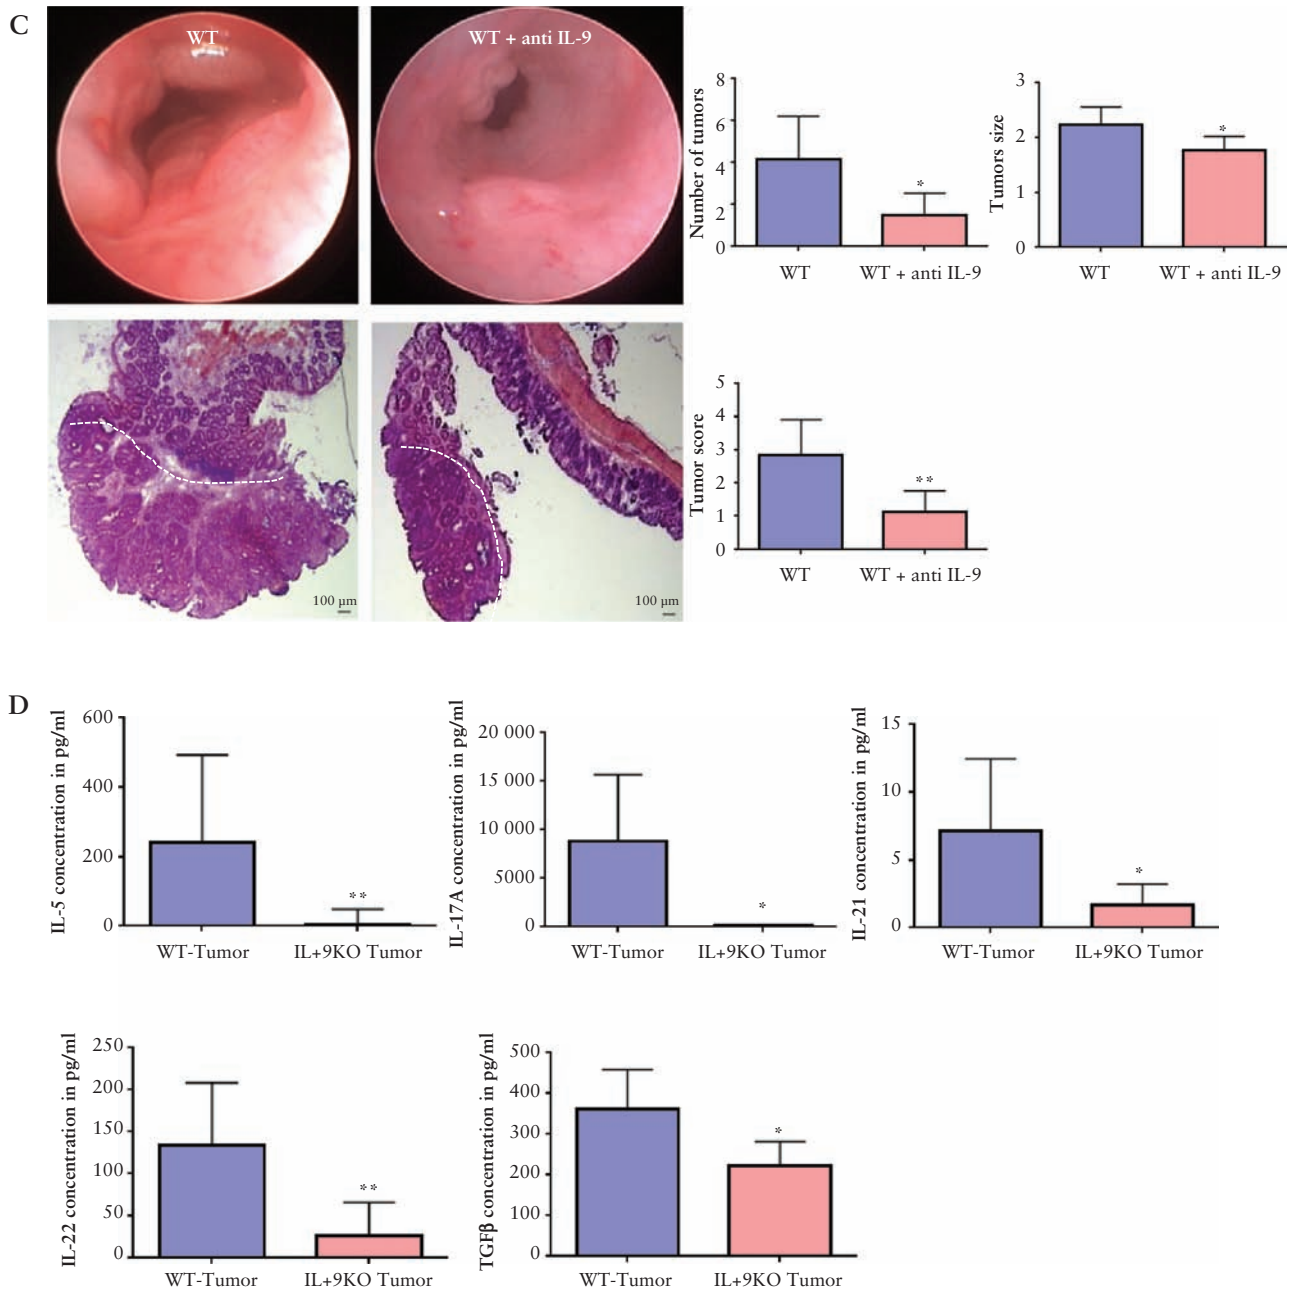 C
WT
WT + anti IL-9
Number of tumors
8
6
4
2
0
WT
WT + anti IL-9
*
Tumors size
3
2
1
0
WT
WT + anti IL-9
*
100 µm
100 µm
Tumor score
5
4
3
2
1
0
WT
WT + anti IL-9
**
D
IL-5 concentration in pg/ml
600
400
200
0
**
WT-Tumor
IL+9KO Tumor
IL-17A concentration in pg/ml
20 000
15 000
10 000
5000
0
*
WT-Tumor
IL+9KO Tumor
IL-21 concentration in pg/ml
15
10
5
0
*
WT-Tumor
IL+9KO Tumor
IL-22 concentration in pg/ml
250
200
150
100
50
0
**
WT-Tumor
IL+9KO Tumor
TGFβ concentration in pg/ml
500
400
300
200
100
0
*
WT-Tumor
IL+9KO Tumor